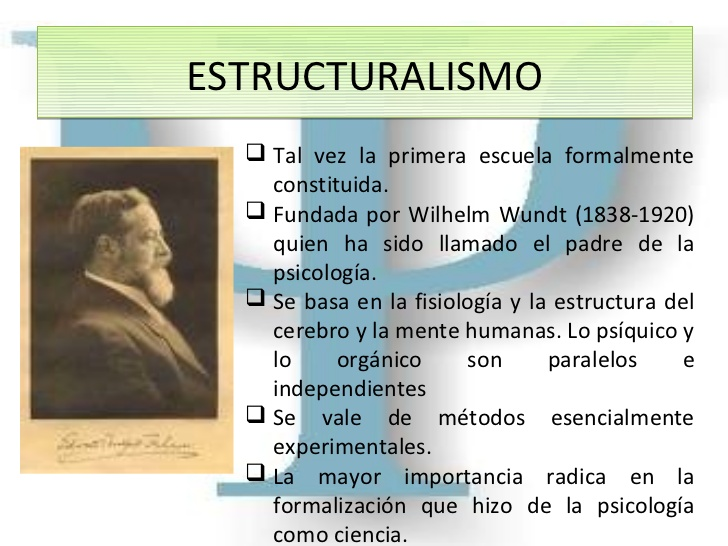 ESTRUCTURALISMO
Tal vez la primera escuela formalmente
constituida.
Fundada por Wilhelm Wundt (1838-1920)
quien ha sido llamado el padre de la
psicología.
Se basa en la fisiología y la estructura del
cerebro y la mente humanas. Lo psíquico y
lo orgánico son paralelos e
independientes
Se vale de métodos esencialmente
experimentales.
La mayor importancia radica en la
formalización que hizo de la psicología
como ciencia.